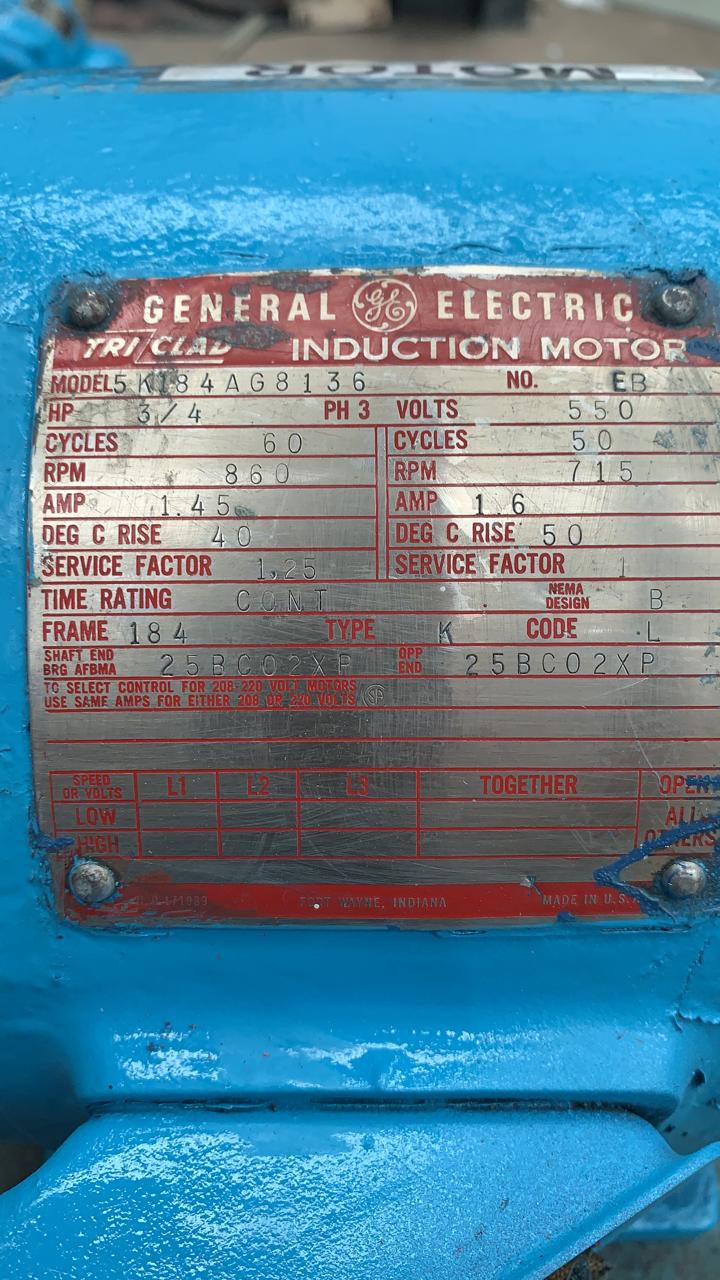 MOTOR
GENERAL GE ELECTRIC
TRI/CLAD INDUCTION MOTOR
MODEL 5K184AG8136 NO. EB
HP 3/4 PH 3 VOLTS 550
CYCLES 60 CYCLES 50
RPM 860 RPM 715
AMP 1.45 AMP 1.6
DEG C RISE 40 DEG C RISE 50
SERVICE FACTOR 1.25 SERVICE FACTOR 1
TIME RATING CONT NEMA DESIGN B
FRAME 184 TYPE K CODE L
SHAFT END BRG AFBMA 25BC02XP OPP END 25BC02XP
TO SELECT CONTROL FOR 208-220 VOLT MOTORS
USE SAME AMPS FOR EITHER 208 OR 220 VOLTS
SPEED OR VOLTS L1 L2 L3 TOGETHER OPEN
LOW ALL
HIGH OTHERS
FORT WAYNE, INDIANA MADE IN U.S.A